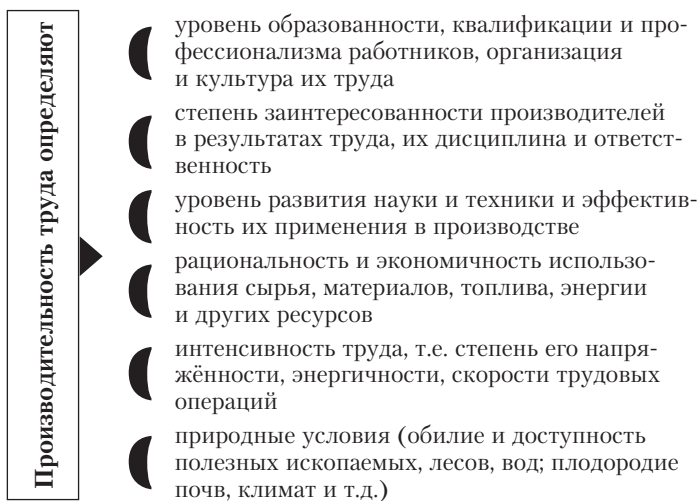 Производительность труда определяют
уровень образованности, квалификации и про-
фессионализма работников, организация
и культура их труда
степень заинтересованности производителей
в результатах труда, их дисциплина и ответст-
венность
уровень развития науки и техники и эффектив-
ность их применения в производстве
рациональность и экономичность использо-
вания сырья, материалов, топлива, энергии
и других ресурсов
интенсивность труда, т.е. степень его напря-
жённости, энергичности, скорости трудовых
операций
природные условия (обилие и доступность
полезных ископаемых, лесов, вод; плодородие
почв, климат и т.д.)